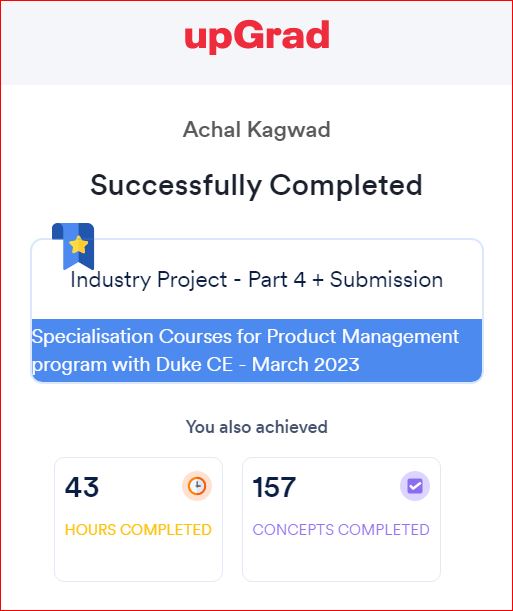 upGrad
Achal Kagwad
Successfully Completed
Industry Project - Part 4 + Submission
Specialisation Courses for Product Management
program with Duke CE - March 2023
You also achieved
43
HOURS COMPLETED
157
CONCEPTS COMPLETED